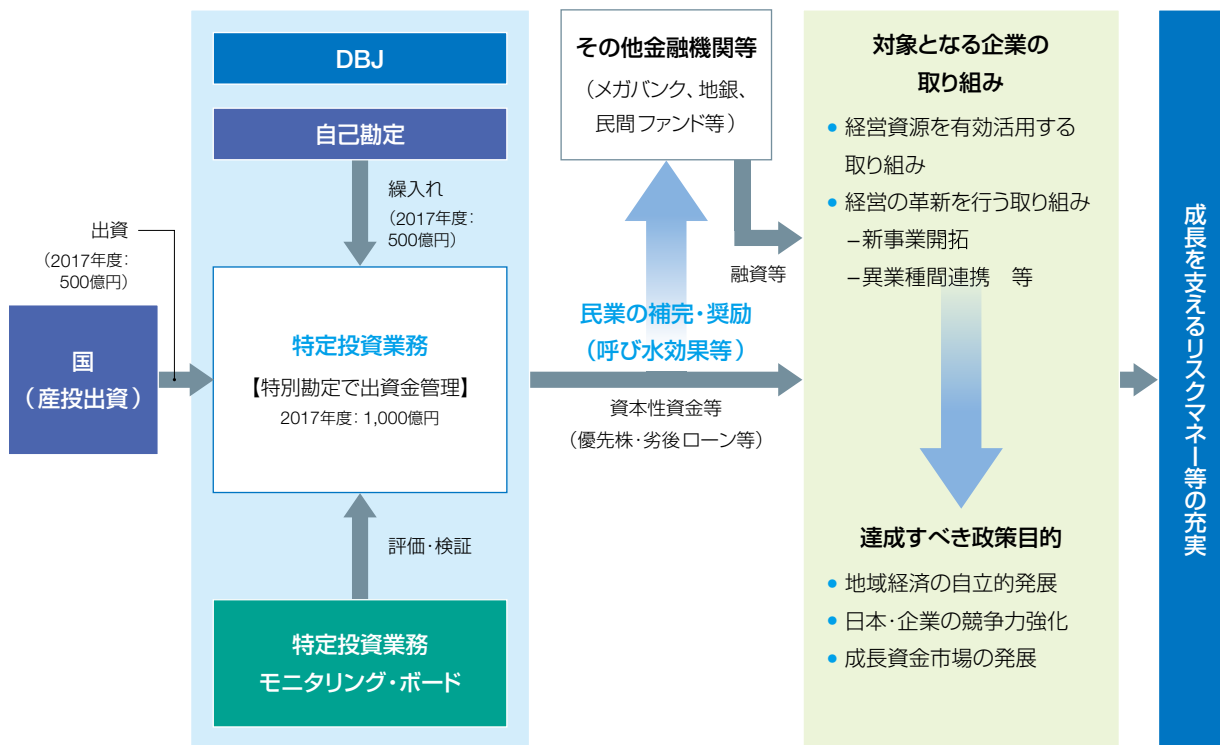 DBJ
自己勘定
繰入れ
(2017年度:
500億円)
出資
(2017年度:
500億円)
国
(産投出資)
特定投資業務
【特別勘定で出資金管理】
2017年度: 1,000億円
評価・検証
特定投資業務
モニタリング・ボード
その他金融機関等
(メガバンク、地銀、
民間ファンド等)
融資等
民業の補完・奨励
(呼び水効果等)
資本性資金等
(優先株・劣後ローン等)
対象となる企業の
取り組み
● 経営資源を有効活用する
取り組み
● 経営の革新を行う取り組み
−新事業開拓
−異業種間連携 等
達成すべき政策目的
● 地域経済の自立的発展
● 日本・企業の競争力強化
● 成長資金市場の発展
成長を支えるリスクマネー等の充実